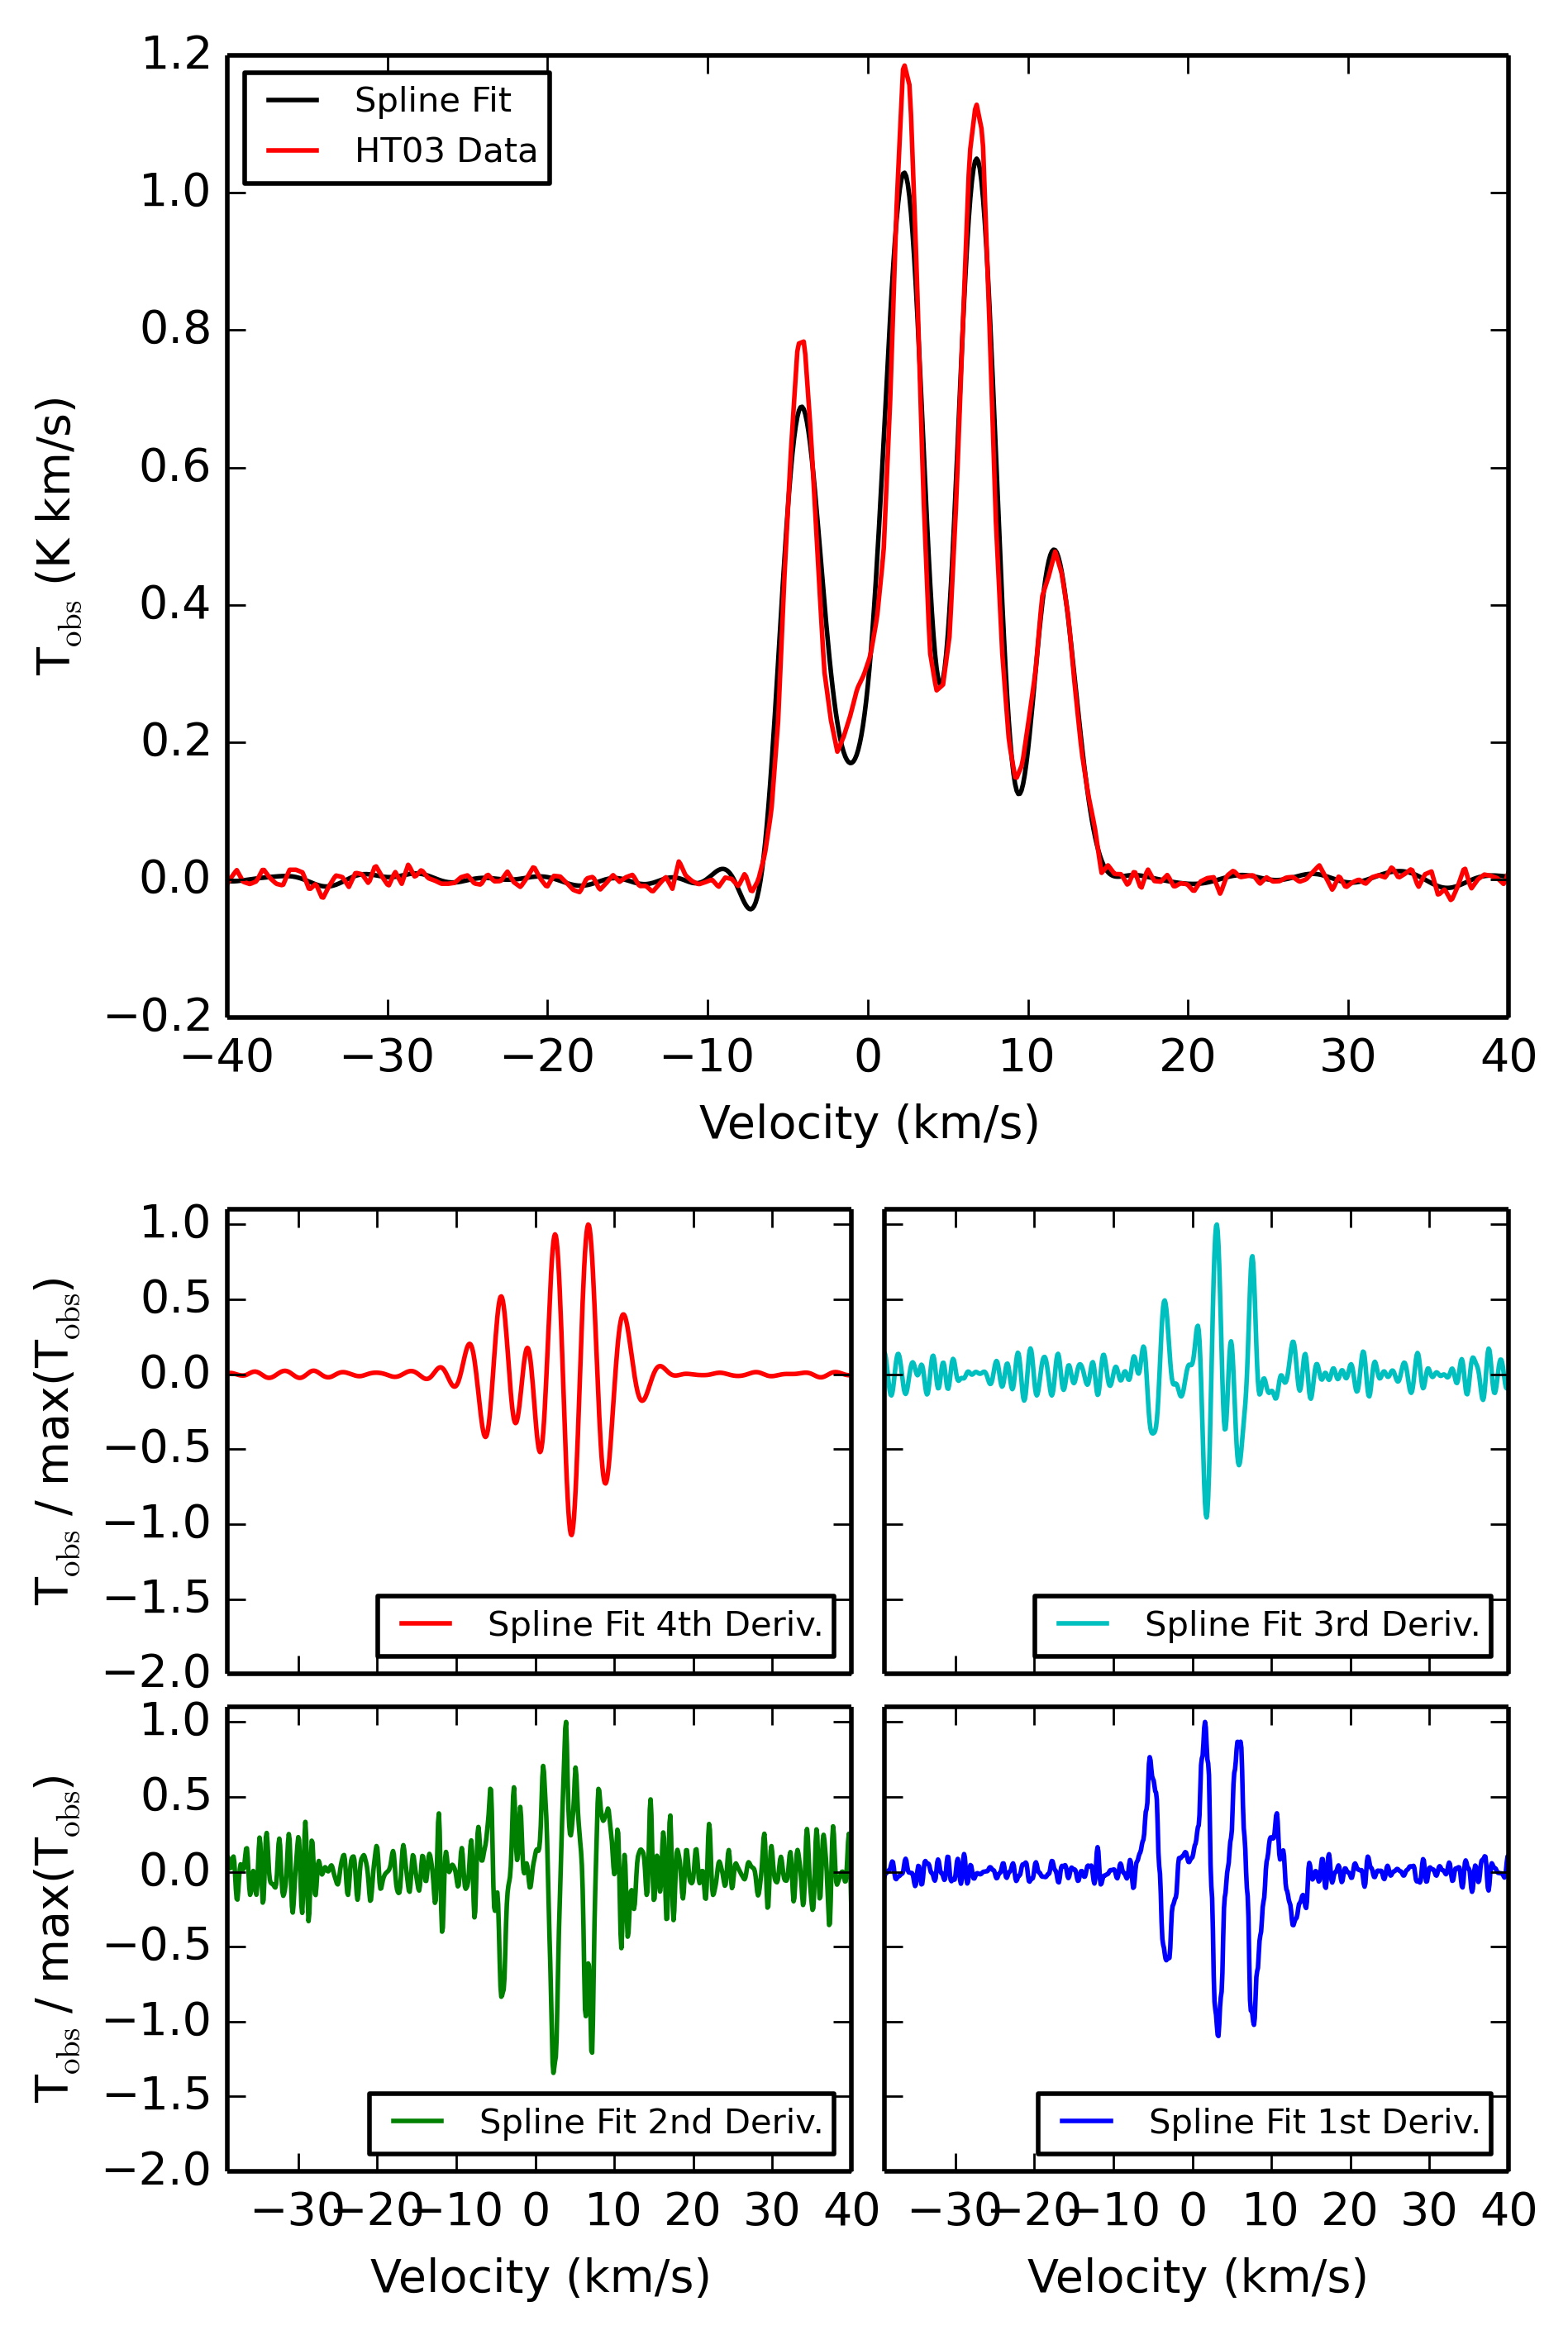 1.2
Spline Fit
HT03 Data
1.0
0.8
0.6
0.4
0.2
0.0
−0.2
T_obs (K km/s)
−40 −30 −20 −10 0 10 20 30 40
Velocity (km/s)
1.0
0.5
0.0
−0.5
−1.0
−1.5
−2.0
T_obs / max(T_obs)
Spline Fit 4th Deriv.
Spline Fit 3rd Deriv.
1.0
0.5
0.0
−0.5
−1.0
−1.5
−2.0
T_obs / max(T_obs)
Spline Fit 2nd Deriv.
Spline Fit 1st Deriv.
−30 −20 −10 0 10 20 30 40
−30 −20 −10 0 10 20 30 40
Velocity (km/s)
Velocity (km/s)